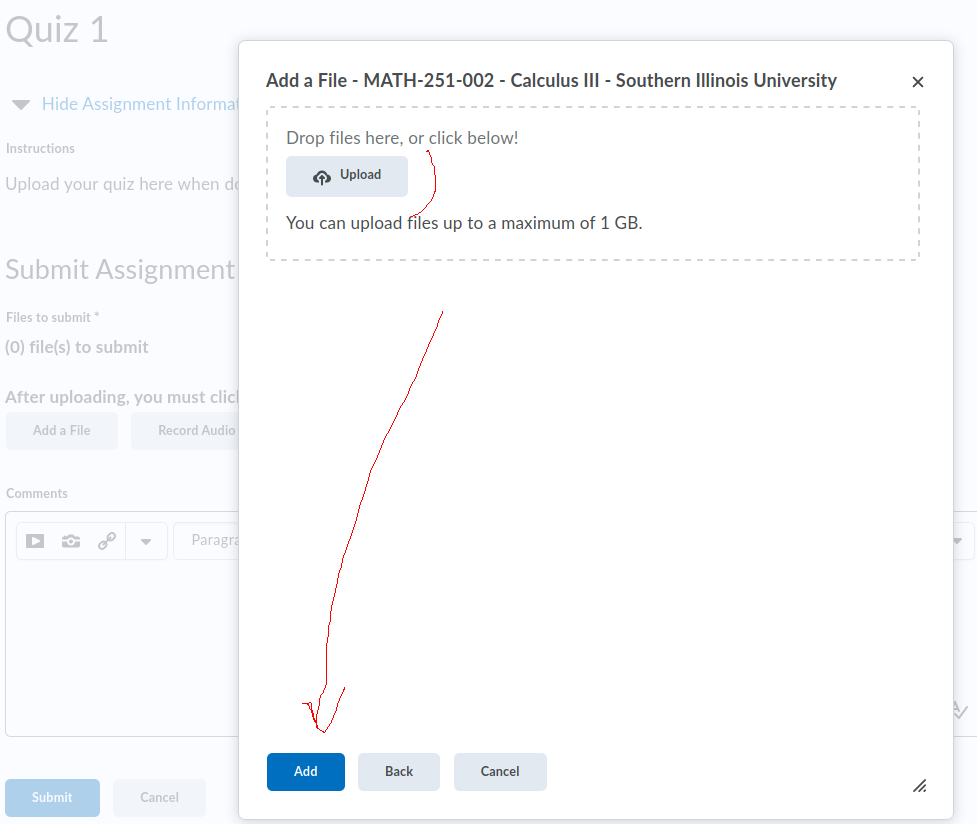 Quiz 1
Add a File - MATH-251-002 - Calculus III - Southern Illinois University
Hide Assignment Informa
Drop files here, or click below!
Upload
You can upload files up to a maximum of 1 GB.
Instructions
Upload your quiz here when do
Submit Assignment
Files to submit *
(0) file(s) to submit
After uploading, you must clic
Add a File
Record Audio
Comments
Paragra
Add
Back
Cancel
Submit
Cancel